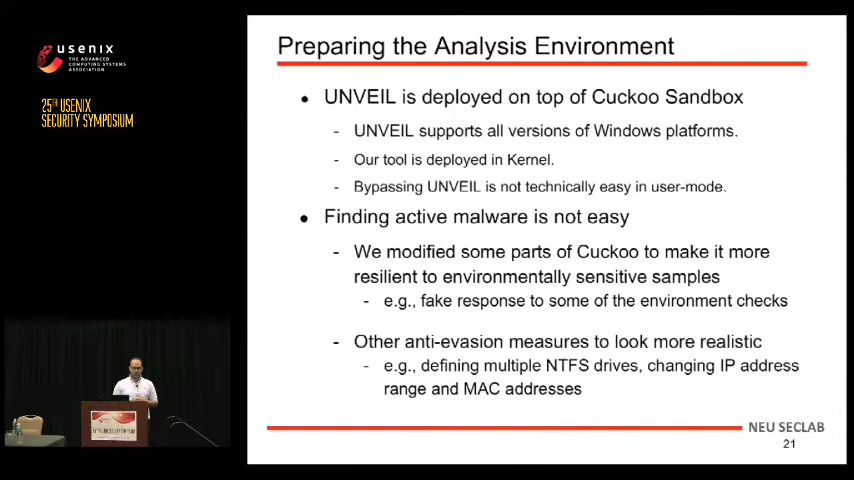 usenix
THE ADVANCED
COMPUTING SYSTEMS
ASSOCIATION
25TH USENIX
SECURITY SYMPOSIUM
Preparing the Analysis Environment
• UNVEIL is deployed on top of Cuckoo Sandbox
- UNVEIL supports all versions of Windows platforms.
- Our tool is deployed in Kernel.
- Bypassing UNVEIL is not technically easy in user-mode.
• Finding active malware is not easy
- We modified some parts of Cuckoo to make it more
resilient to environmentally sensitive samples
- e.g., fake response to some of the environment checks
- Other anti-evasion measures to look more realistic
- e.g., defining multiple NTFS drives, changing IP address
range and MAC addresses
NEU SECLAB
21